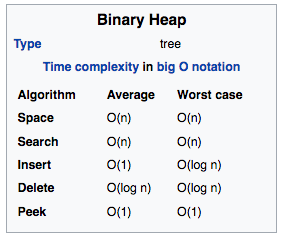 Binary Heap
Type tree
Time complexity in big O notation
Algorithm Average Worst case
Space O(n) O(n)
Search O(n) O(n)
Insert O(1) O(log n)
Delete O(log n) O(log n)
Peek O(1) O(1)